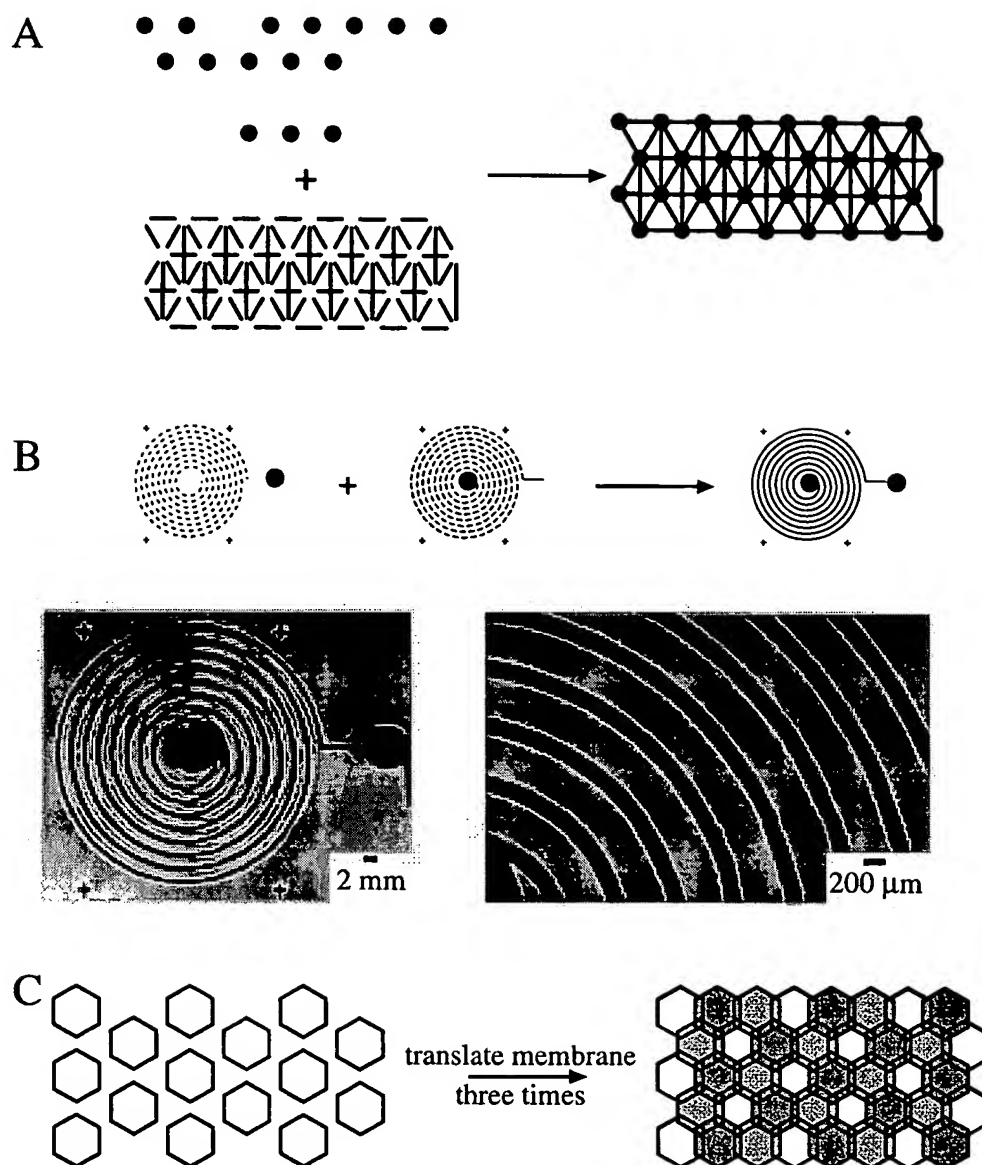 A
+
B
+
2 mm
200 μm
C
translate membrane
three times